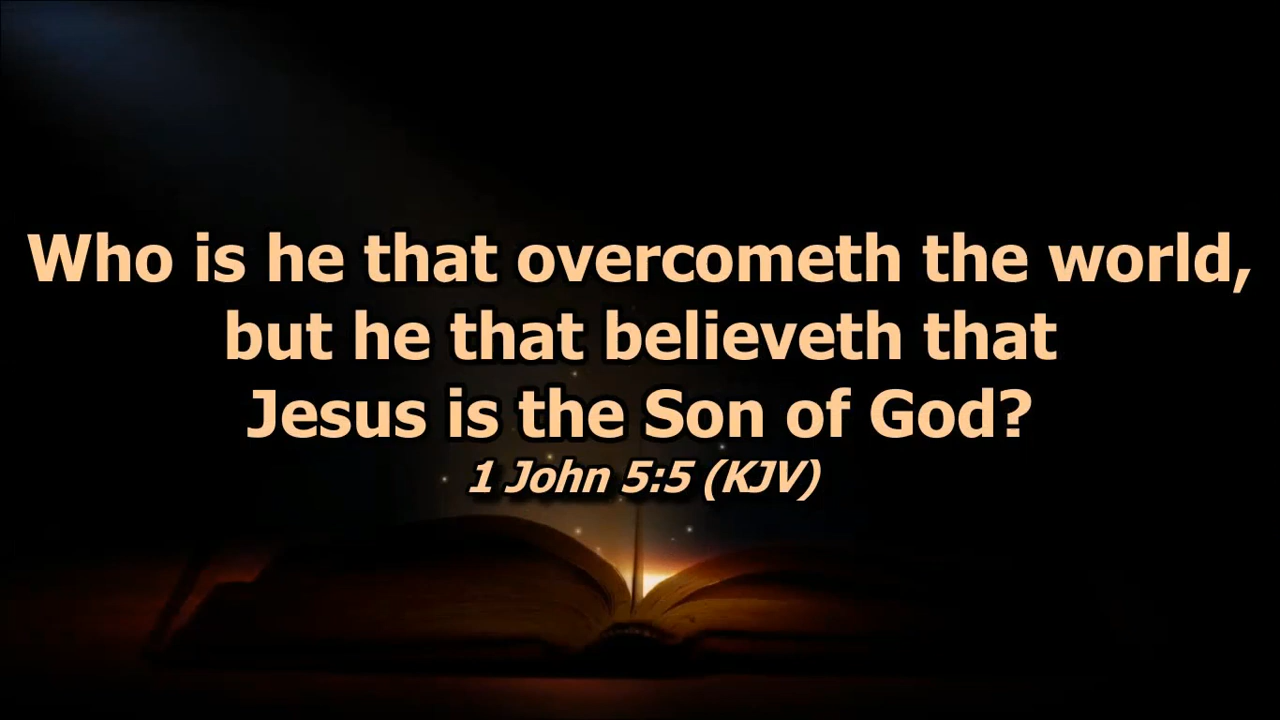 Who is he that overcometh the world,
but he that believeth that
Jesus is the Son of God?
1 John 5:5 (KJV)